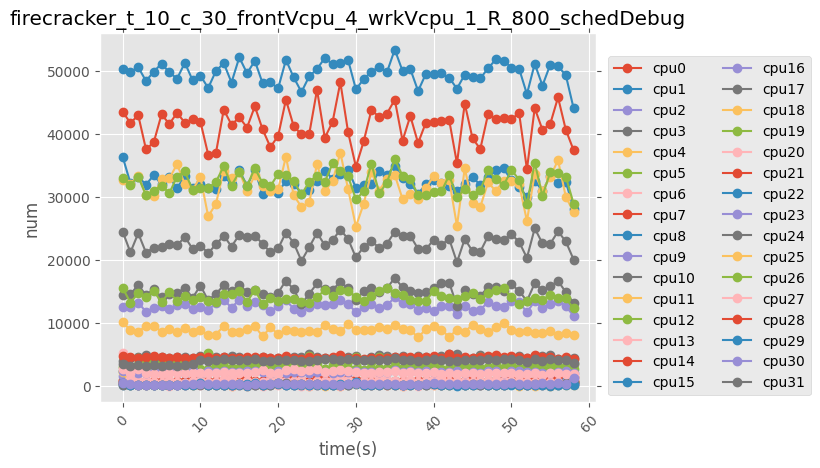 firecracker_t_10_c_30_frontVcpu_4_wrkVcpu_1_R_800_schedDebug
50000
40000
30000
20000
10000
0
num
0
10
20
30
40
50
60
time(s)
cpu0
cpu1
cpu2
cpu3
cpu4
cpu5
cpu6
cpu7
cpu8
cpu9
cpu10
cpu11
cpu12
cpu13
cpu14
cpu15
cpu16
cpu17
cpu18
cpu19
cpu20
cpu21
cpu22
cpu23
cpu24
cpu25
cpu26
cpu27
cpu28
cpu29
cpu30
cpu31